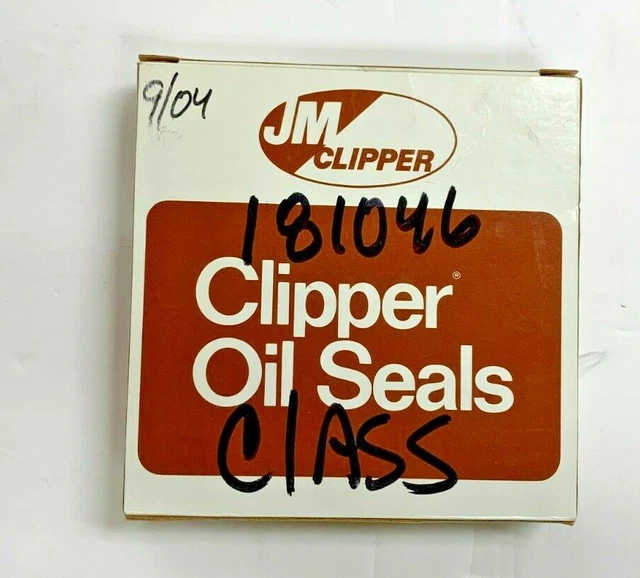 9/04
JM
CLIPPER
181046
Clipper®
Oil Seals
CLASS